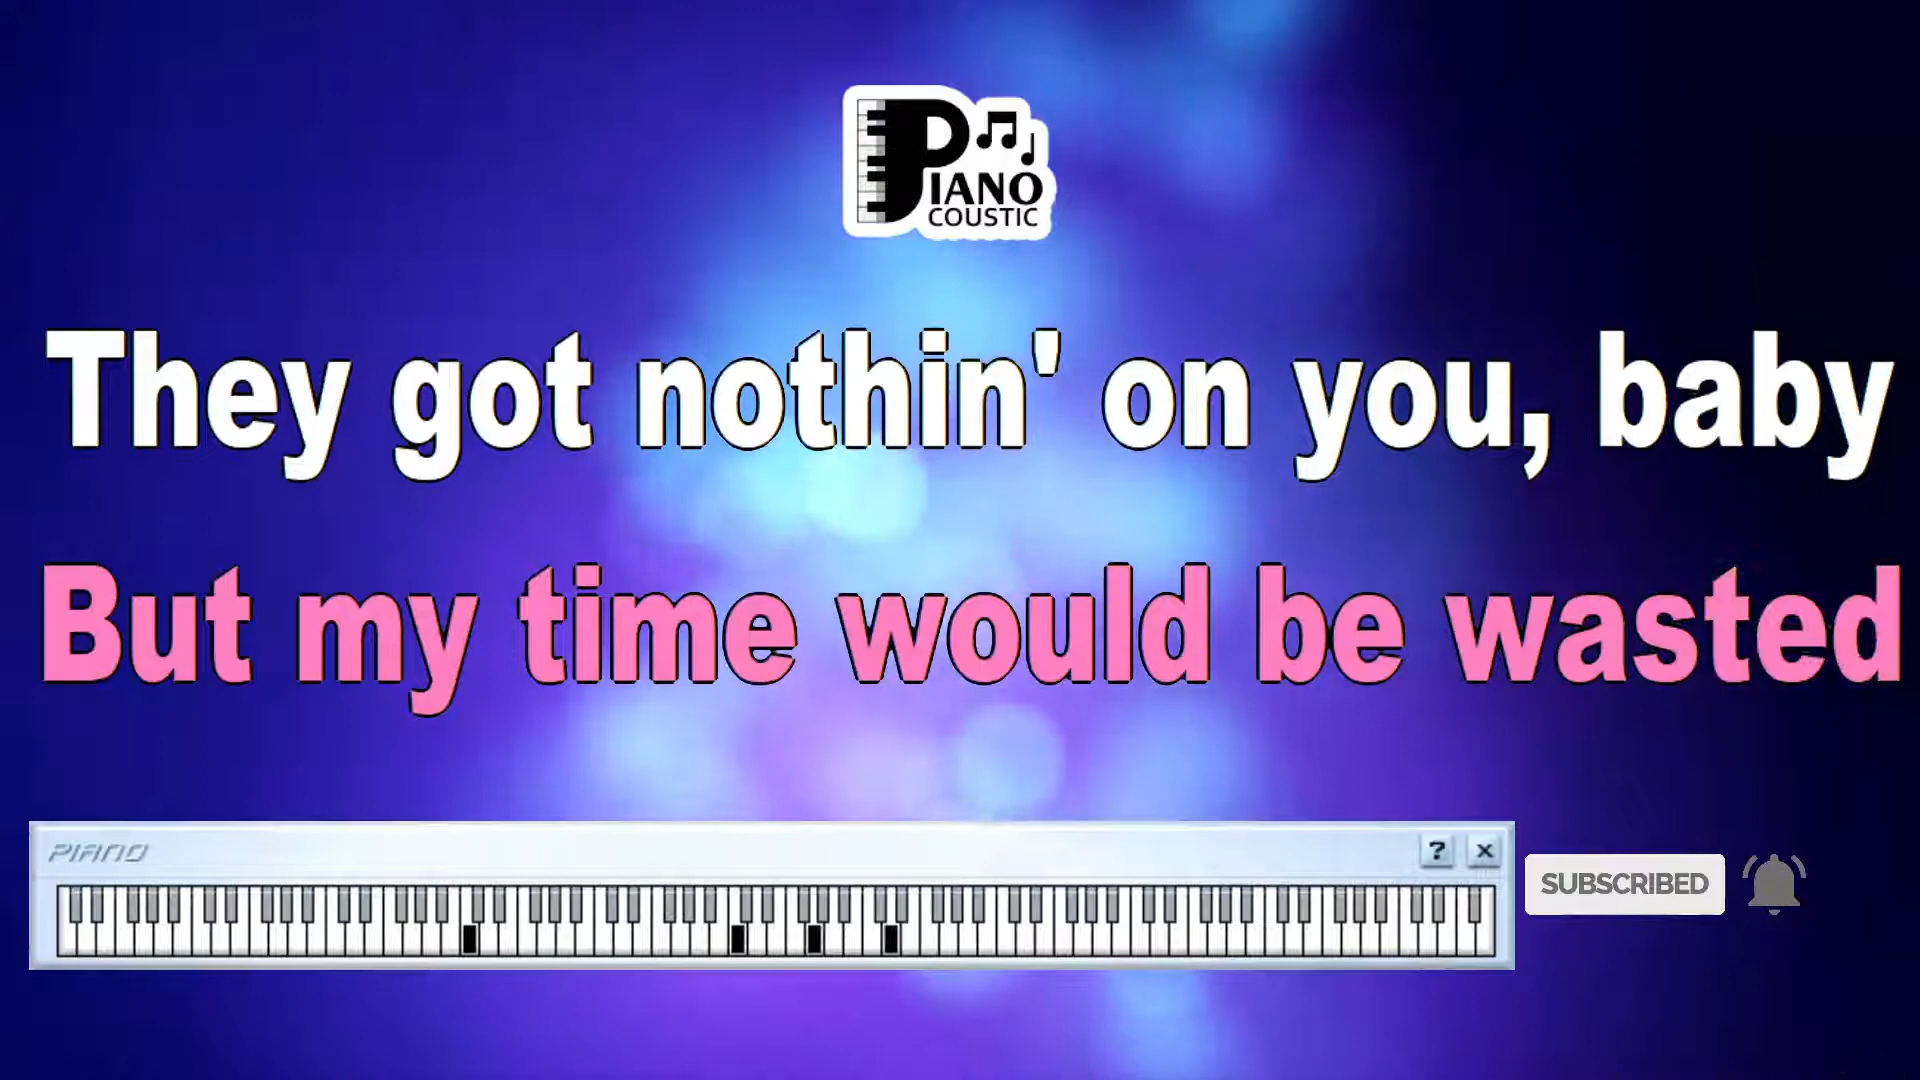 PIANO
COUSTIC
They got nothin' on you, baby
But my time would be wasted
PIANO
? X
SUBSCRIBED